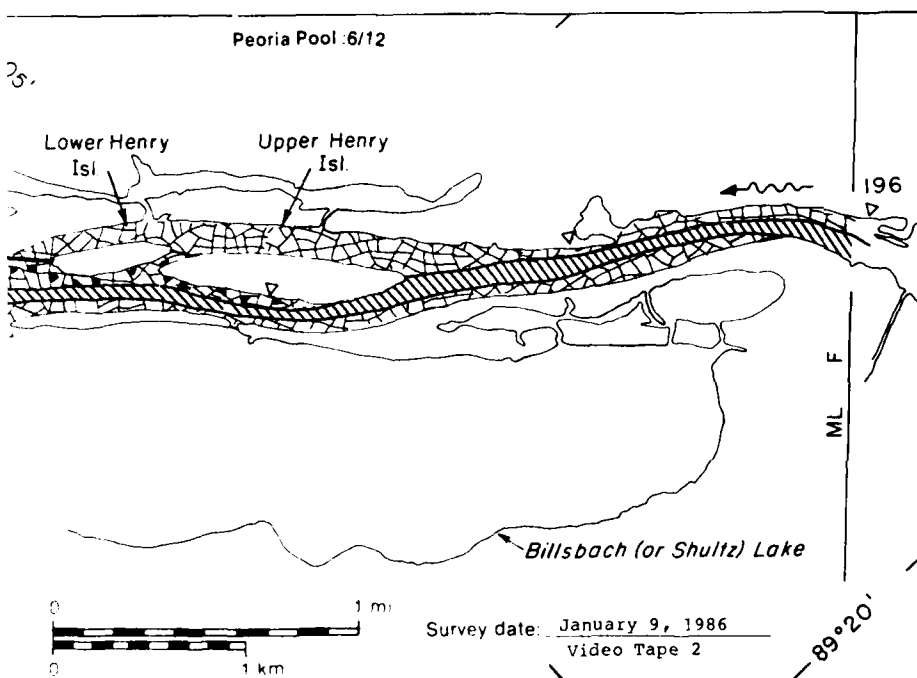 Peoria Pool :6/12
Lower Henry
Isl.
Upper Henry
Isl.
196
F
ML
Billsbach (or Shultz) Lake
0 1 mi
0 1 km
Survey date: January 9, 1986
Video Tape 2
89°20'